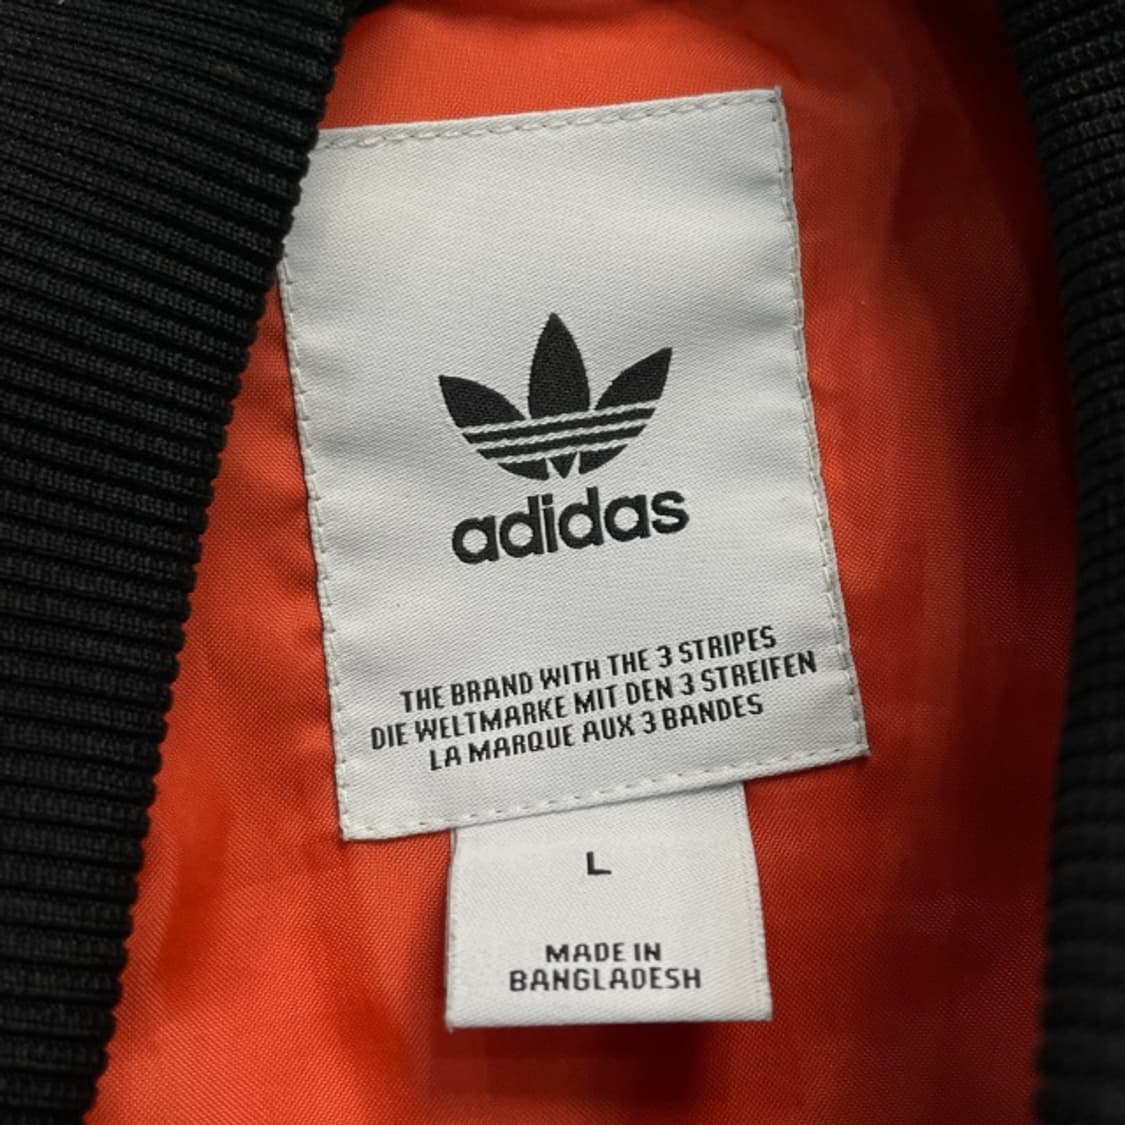 adidas
THE BRAND WITH THE 3 STRIPES
DIE WELTMARKE MIT DEN 3 STREIFEN
LA MARQUE AUX 3 BANDES
L
MADE IN
BANGLADESH